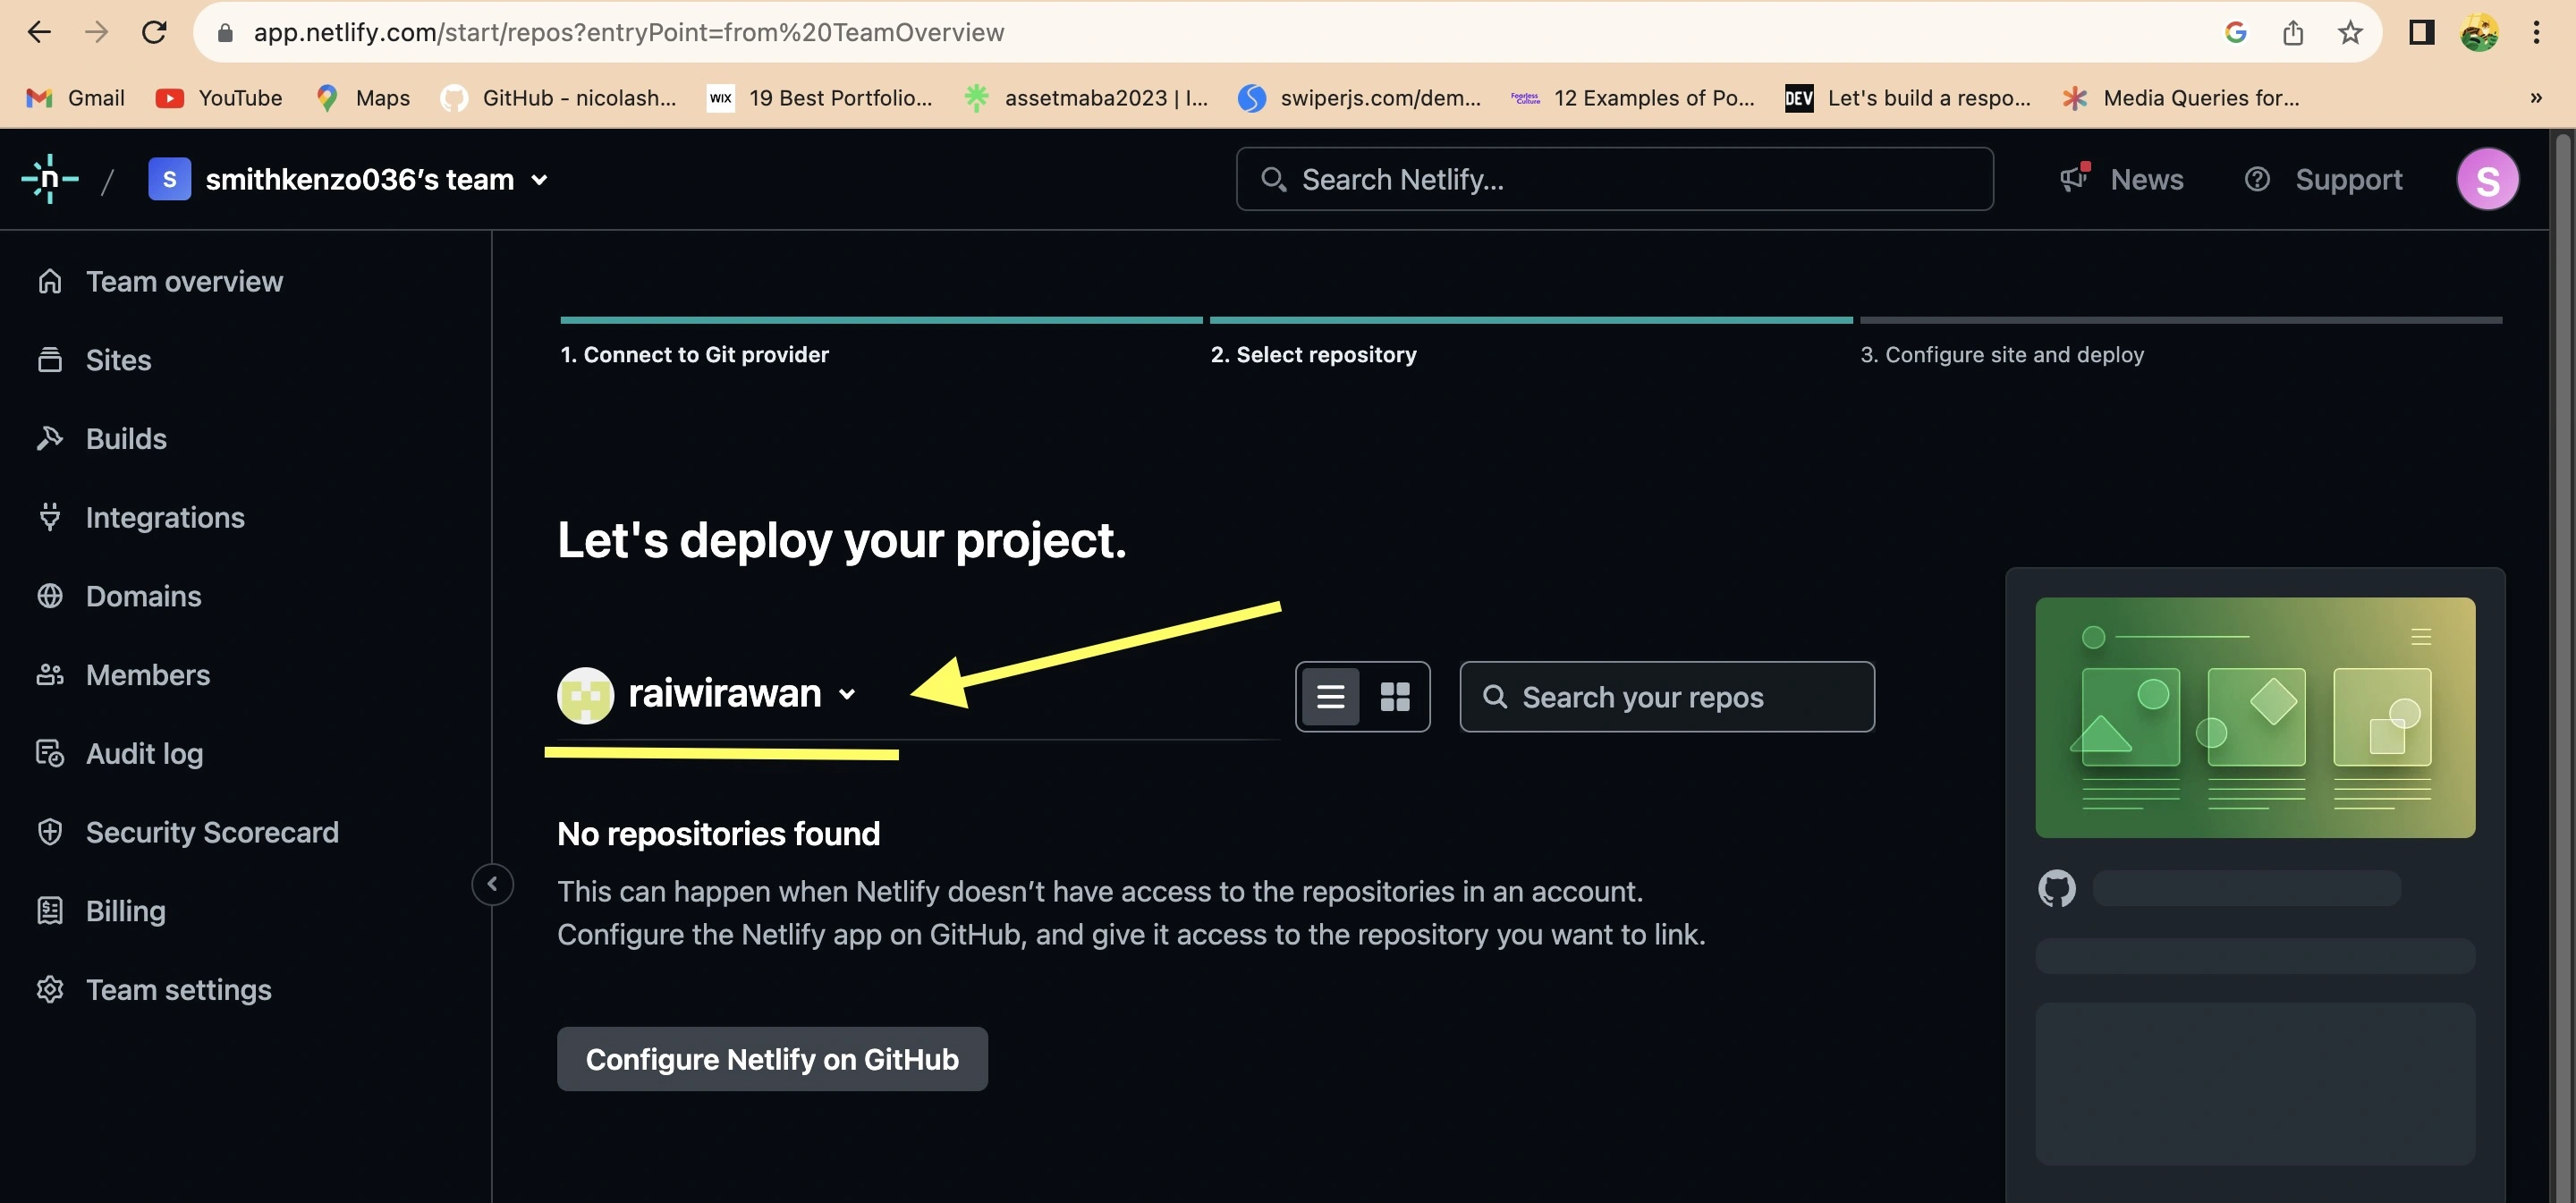 app.netlify.com/start/repos?entryPoint=from%20TeamOverview
Gmail
YouTube
Maps
GitHub - nicolash...
WIX
19 Best Portfolio...
assetmaba2023 | I...
swiperjs.com/dem...
Fearless Culture
12 Examples of Po...
DEV
Let's build a respo...
Media Queries for...
»
n
/
S
smithkenzo036’s team
Search Netlify...
News
Support
S
Team overview
Sites
Builds
Integrations
Domains
Members
Audit log
Security Scorecard
Billing
Team settings
1. Connect to Git provider
2. Select repository
3. Configure site and deploy
Let's deploy your project.
raiwirawan
Search your repos
No repositories found
This can happen when Netlify doesn’t have access to the repositories in an account.
Configure the Netlify app on GitHub, and give it access to the repository you want to link.
Configure Netlify on GitHub